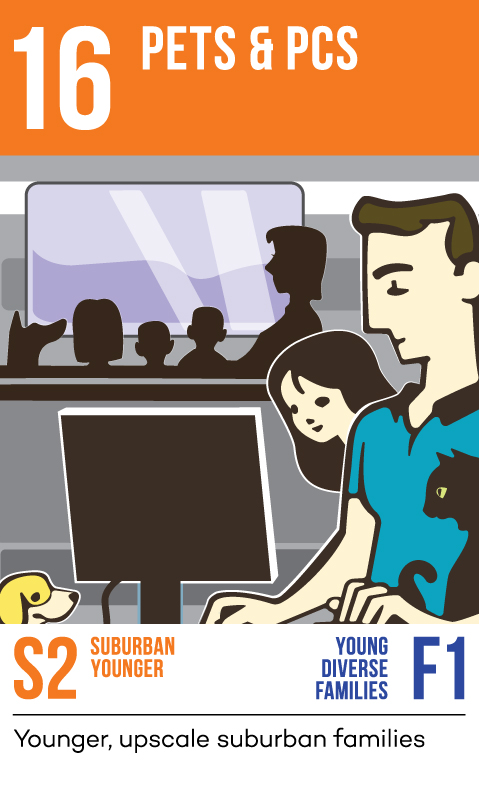 16
PETS & PCS
S2
SUBURBAN
YOUNGER
YOUNG
DIVERSE
FAMILIES
F1
Younger, upscale suburban families